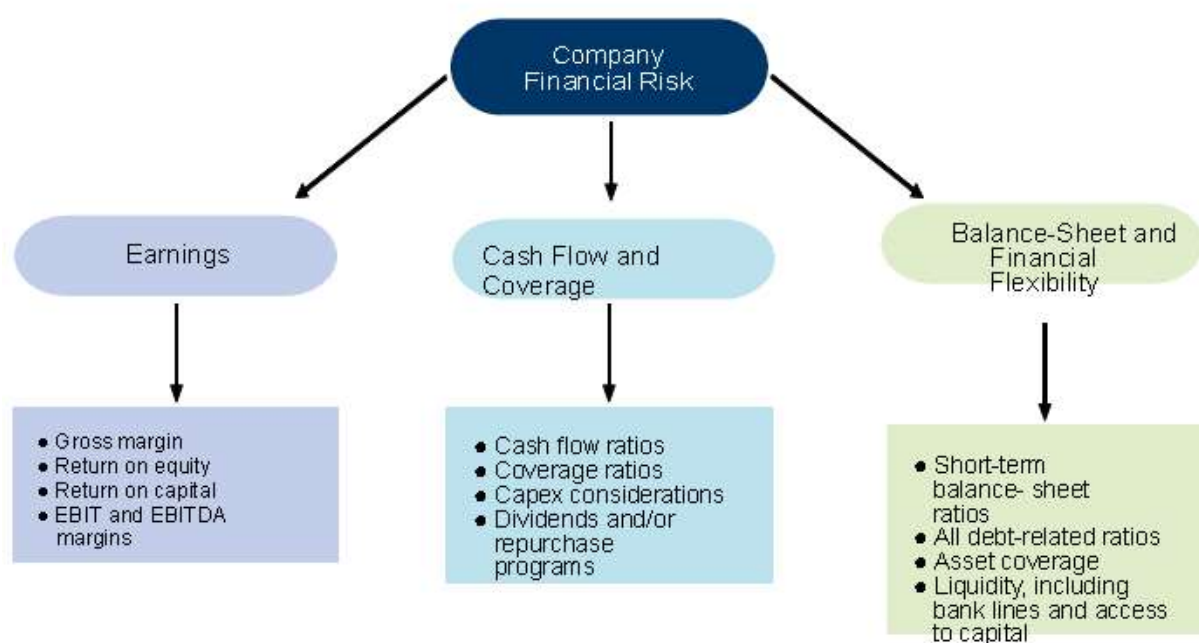 Company
Financial Risk
Earnings
Cash Flow and
Coverage
Balance-Sheet and
Financial
Flexibility
● Gross margin
● Return on equity
● Return on capital
● EBIT and EBITDA
margins
● Cash flow ratios
● Coverage ratios
● Capex considerations
● Dividends and/or
repurchase
programs
● Short-term
balance- sheet
ratios
● All debt-related ratios
● Asset coverage
● Liquidity, including
bank lines and access
to capital